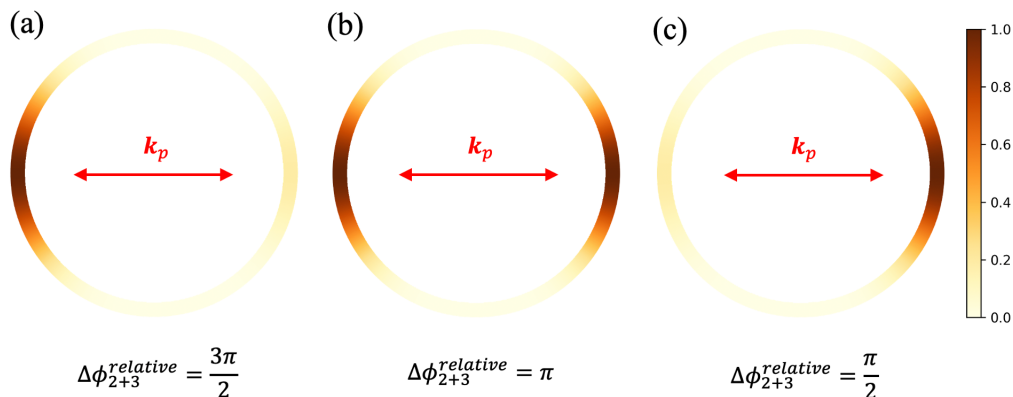 (a) (b) (c)
k_p k_p k_p
1.0
0.8
0.6
0.4
0.2
0.0
Δϕ_{2+3}^{relative} = 3π/2
Δϕ_{2+3}^{relative} = π
Δϕ_{2+3}^{relative} = π/2